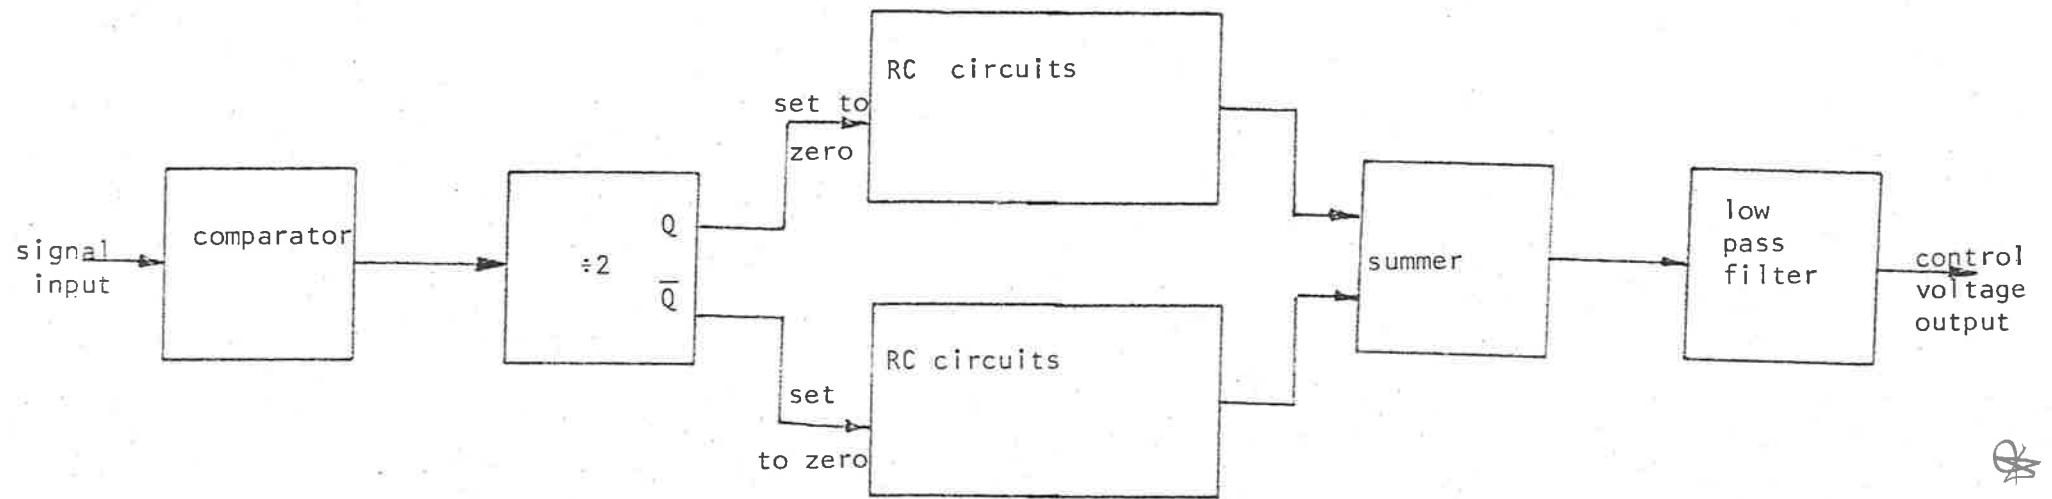 signal
input
comparator
÷2
Q
Q̅
set to
zero
set
to zero
RC circuits
RC circuits
summer
low
pass
filter
control
voltage
output